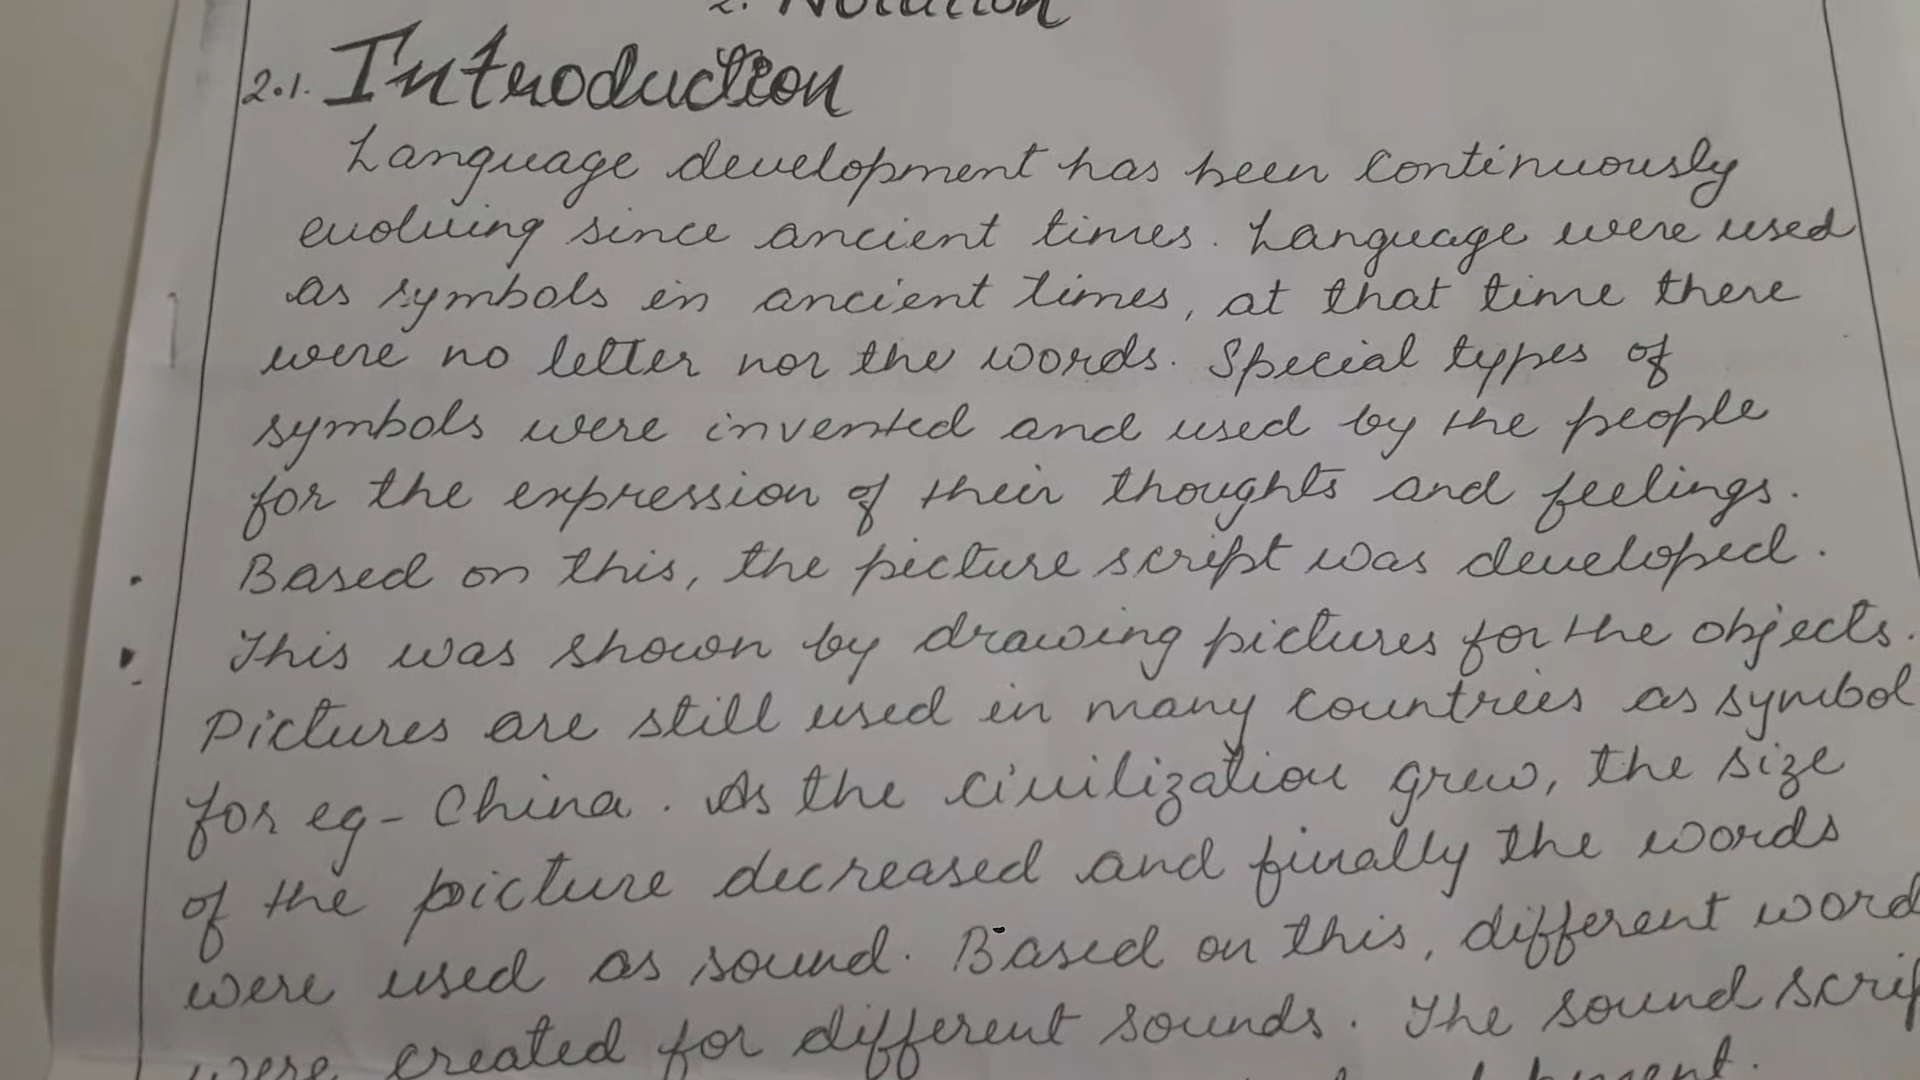 2. Notation
2.1. Introduction
Language development has been continuously
evolving since ancient times. Language were used
as symbols in ancient times, at that time there
were no letter nor the words. Special types of
symbols were invented and used by the people
for the expression of their thoughts and feelings.
Based on this, the picture script was developed.
This was shown by drawing pictures for the objects.
Pictures are still used in many countries as symbol
for eg- China. As the civilization grew, the size
of the picture decreased and finally the words
were used as sound. Based on this, different word
were created for different sounds. The sound scrip